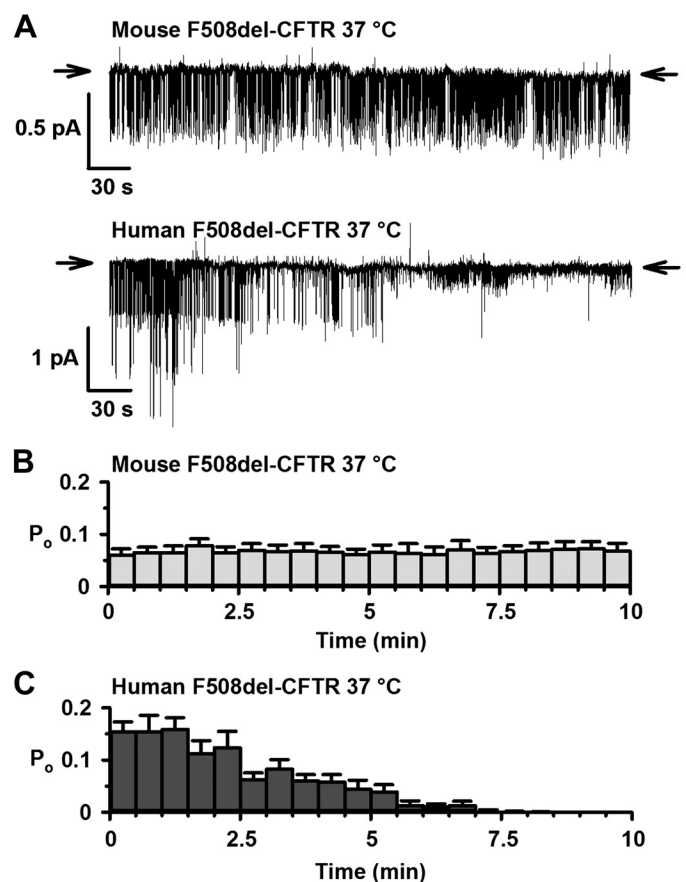 A
Mouse F508del-CFTR 37 °C
0.5 pA
30 s
Human F508del-CFTR 37 °C
1 pA
30 s
B
Mouse F508del-CFTR 37 °C
0.2
Po
0.1
0
0 2.5 5 7.5 10
Time (min)
C
Human F508del-CFTR 37 °C
0.2
Po
0.1
0
0 2.5 5 7.5 10
Time (min)